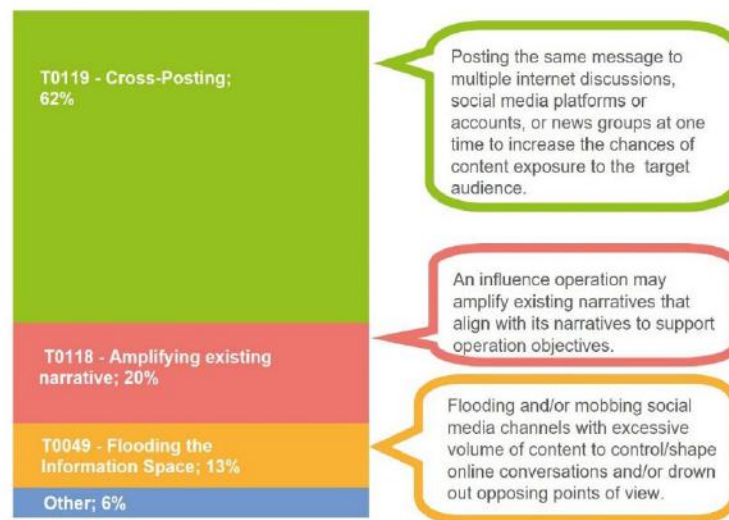 T0119 - Cross-Posting;
62%
Posting the same message to
multiple internet discussions,
social media platforms or
accounts, or news groups at one
time to increase the chances of
content exposure to the target
audience.
T0118 - Amplifying existing
narrative; 20%
An influence operation may
amplify existing narratives that
align with its narratives to support
operation objectives.
T0049 - Flooding the
Information Space; 13%
Flooding and/or mobbing social
media channels with excessive
volume of content to control/shape
online conversations and/or drown
out opposing points of view.
Other; 6%